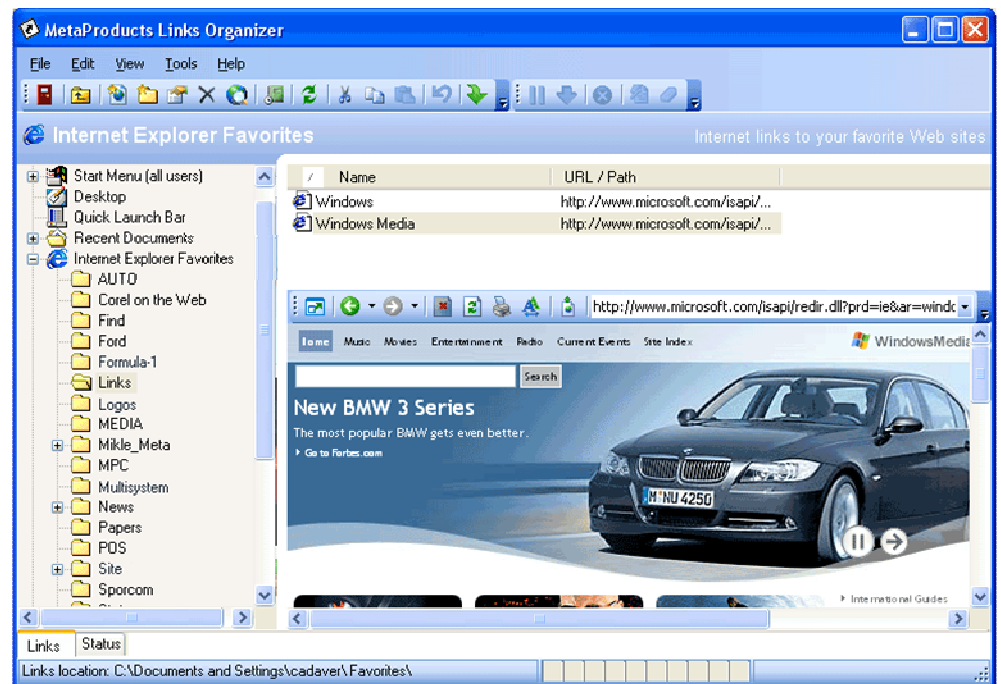 MetaProducts Links Organizer
File Edit View Tools Help
Internet Explorer Favorites
Internet links to your favorite Web sites
Start Menu (all users)
Desktop
Quick Launch Bar
Recent Documents
Internet Explorer Favorites
AUTO
Corel on the Web
Find
Ford
Formula-1
Links
Logos
MEDIA
Mikle_Meta
MPC
Multisystem
News
Papers
POS
Site
Sporcom
Name URL / Path
Windows http://www.microsoft.com/isapi/...
Windows Media http://www.microsoft.com/isapi/...
http://www.microsoft.com/isapi/redir.dll?prd=ie&ar=windc
Home Music Movies Entertainment Radio Current Events Site Index
WindowsMedia
Search
New BMW 3 Series
The most popular BMW gets even better.
Go to Forbes.com
M·NU 4250
International Guides
Links Status
Links location: C:\Documents and Settings\cadaver\Favorites\